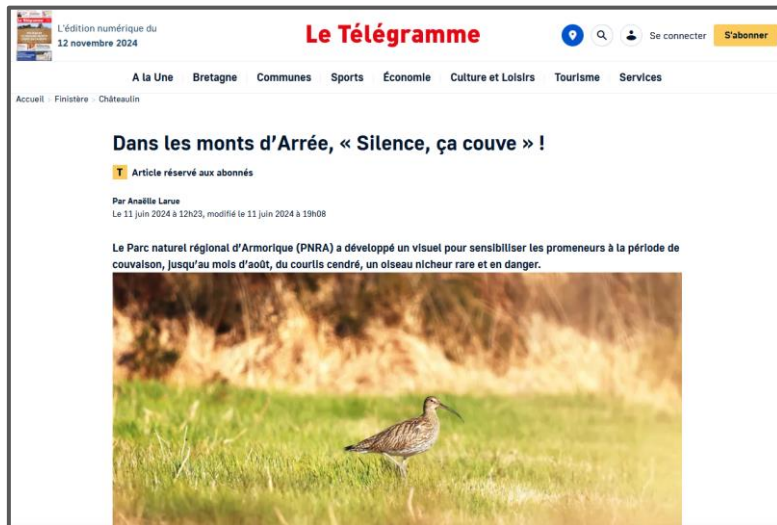 L'édition numérique du
12 novembre 2024
Le Télégramme
Se connecter
S'abonner
A la Une Bretagne Communes Sports Économie Culture et Loisirs Tourisme Services
Accueil > Finistère > Châteaulin
Dans les monts d'Arrée, « Silence, ça couve » !
T Article réservé aux abonnés
Par Anaëlle Larue
Le 11 juin 2024 à 12h23, modifié le 11 juin 2024 à 19h08
Le Parc naturel régional d'Armorique (PNRA) a développé un visuel pour sensibiliser les promeneurs à la période de
couvaison, jusqu'au mois d'août, du courlis cendré, un oiseau nicheur rare et en danger.